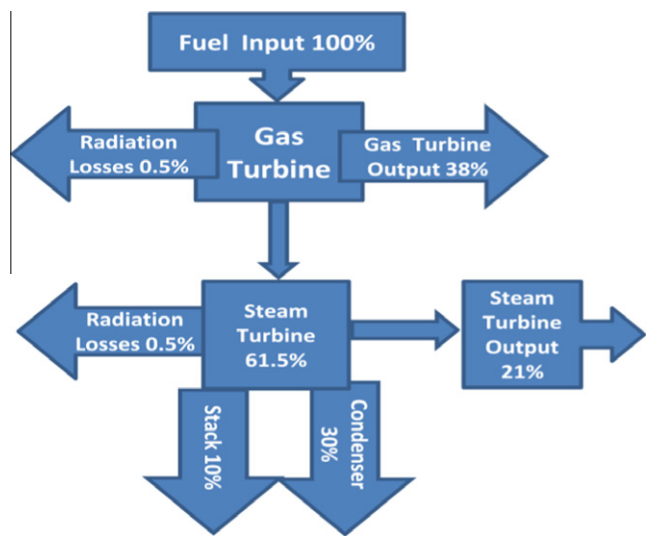 Fuel Input 100%
Gas
Turbine
Radiation
Losses 0.5%
Gas Turbine
Output 38%
Steam
Turbine
61.5%
Radiation
Losses 0.5%
Steam
Turbine
Output
21%
Stack 10%
Condenser
30%